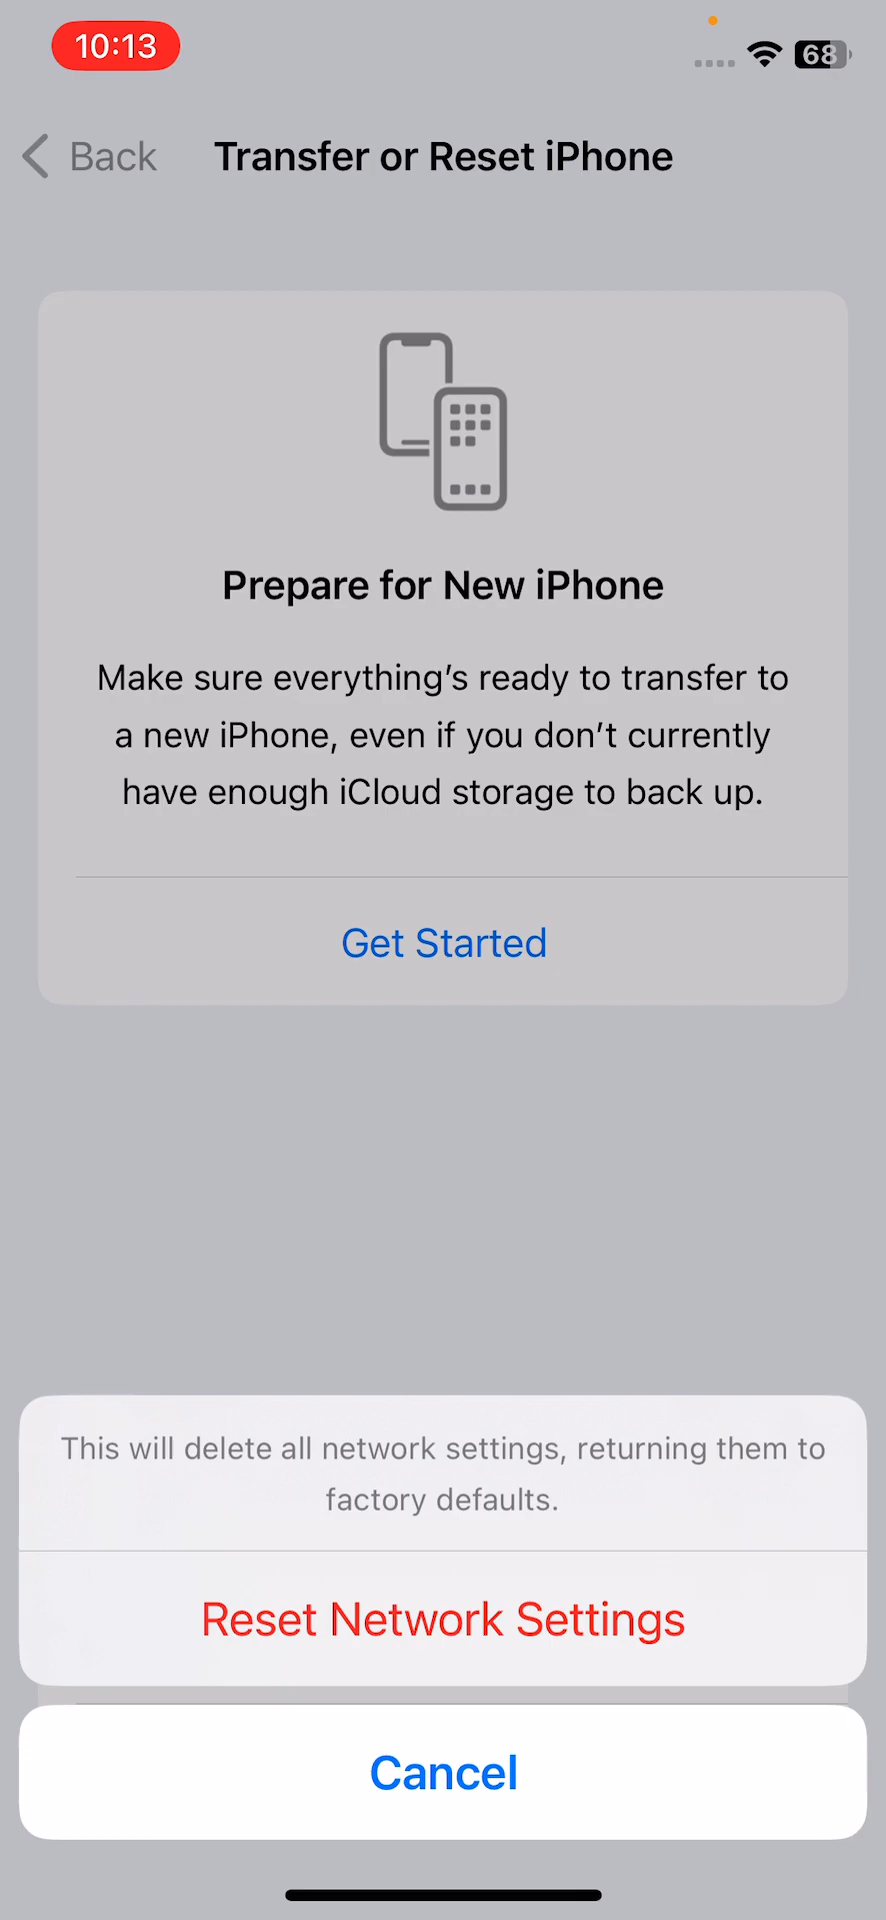 10:13
68
Back
Transfer or Reset iPhone
Prepare for New iPhone
Make sure everything’s ready to transfer to
a new iPhone, even if you don’t currently
have enough iCloud storage to back up.
Get Started
This will delete all network settings, returning them to
factory defaults.
Reset Network Settings
Cancel